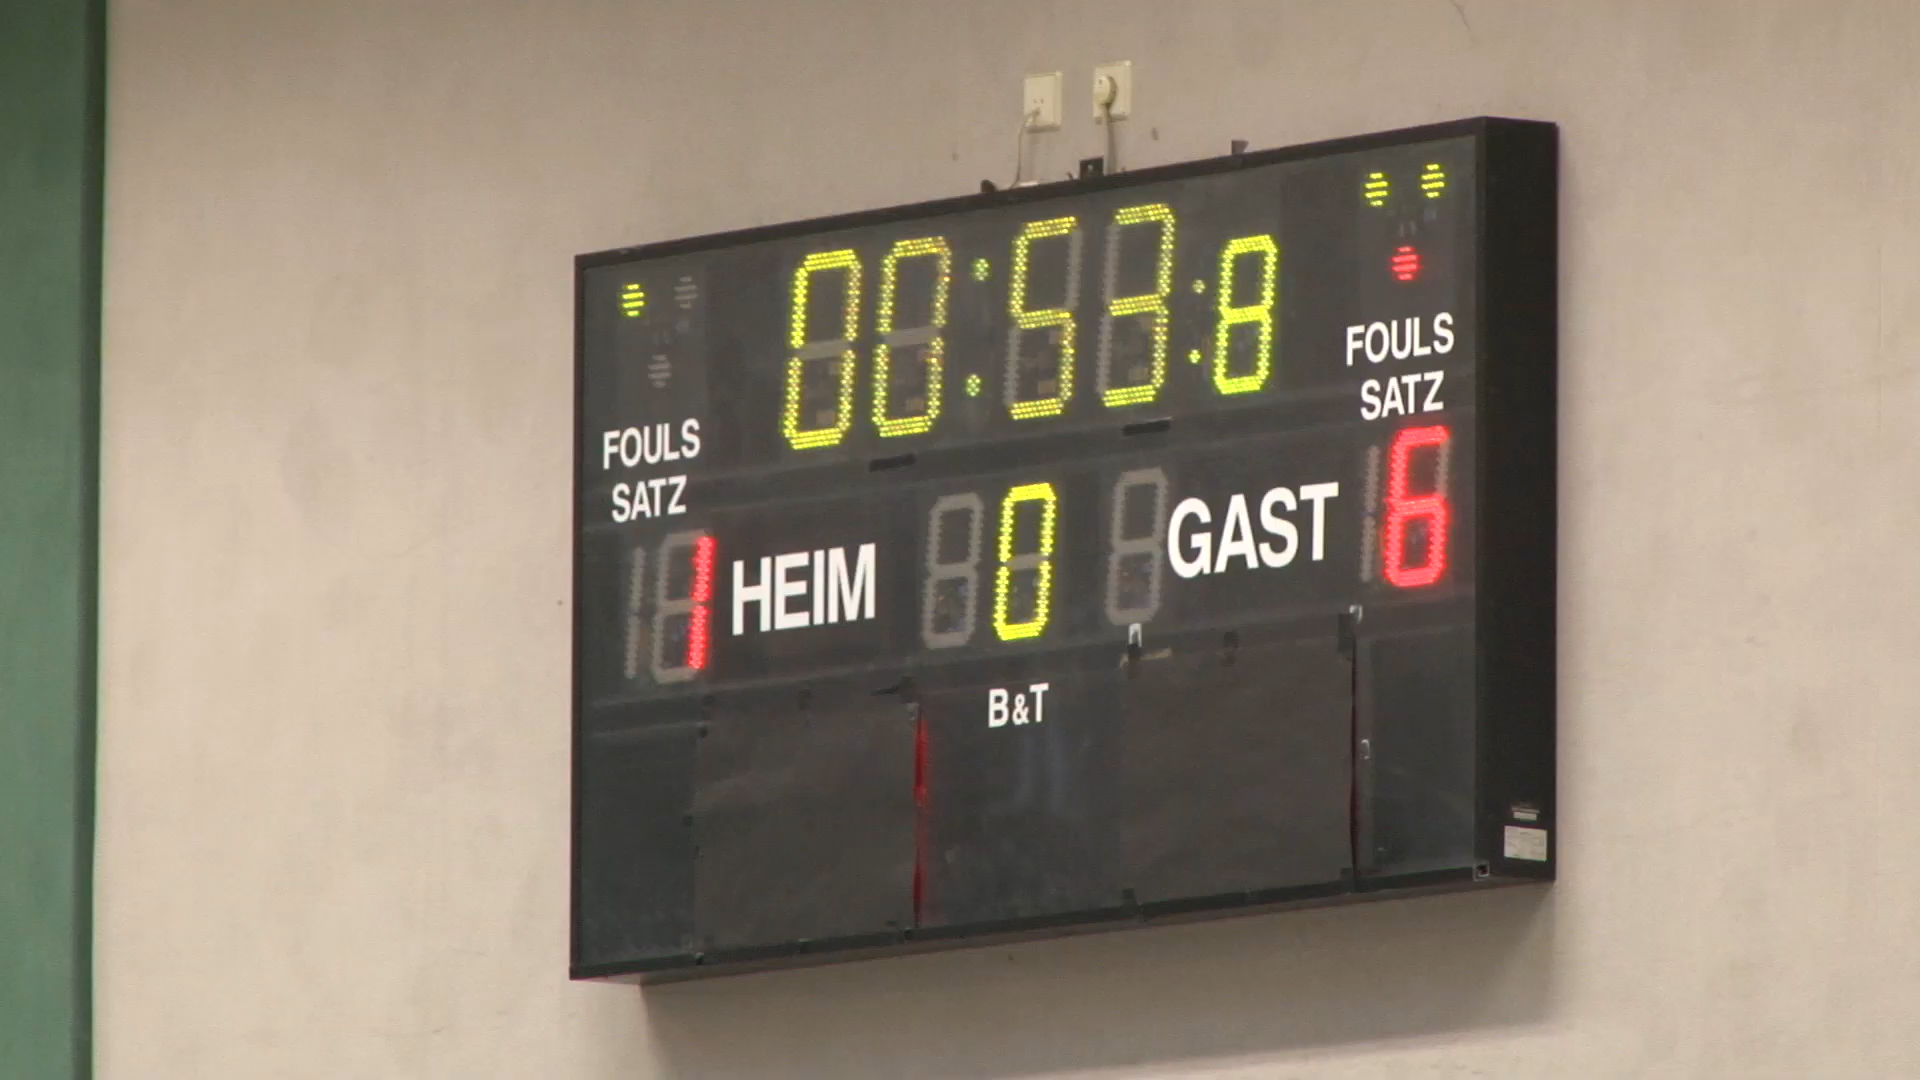 00:53:8
FOULS
SATZ
FOULS
SATZ
1 HEIM 0 GAST 6
B&T